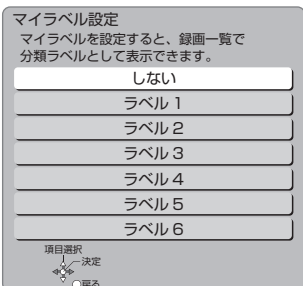 マイラベル設定
マイラベルを設定すると、録画一覧で
分類ラベルとして表示できます。
しない
ラベル 1
ラベル 2
ラベル 3
ラベル 4
ラベル 5
ラベル 6
項目選択
決定
戻る